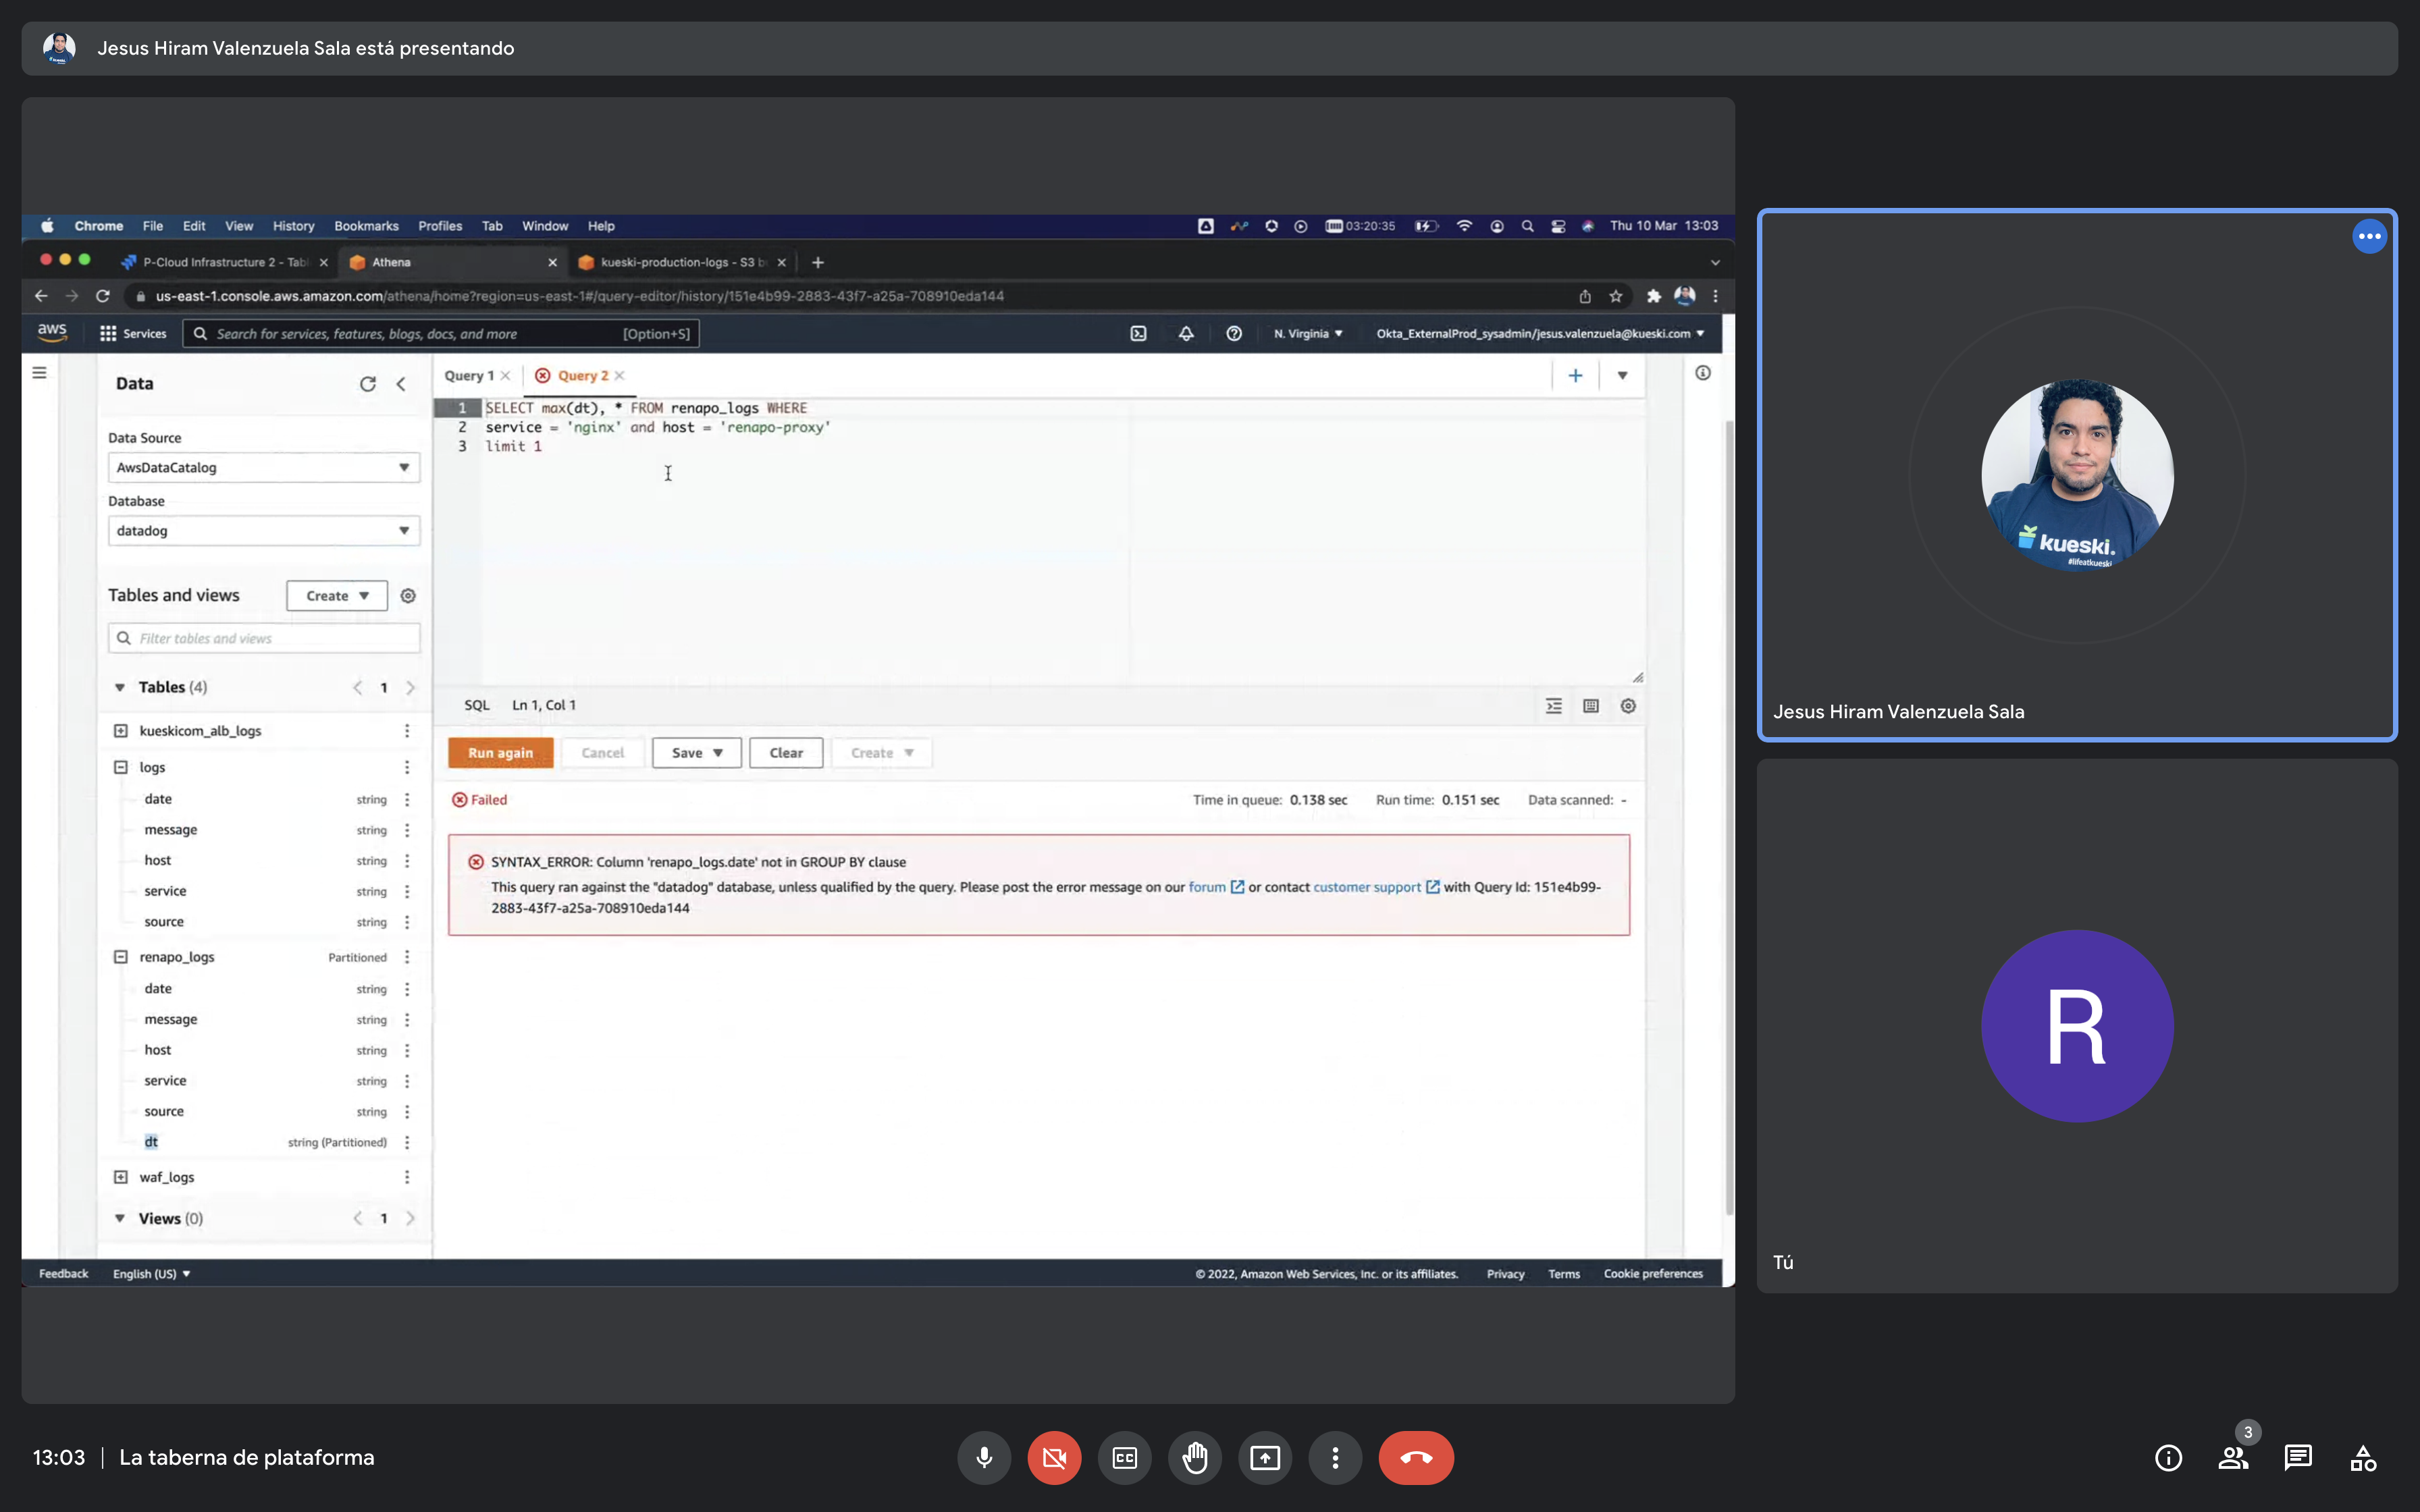 Jesus Hiram Valenzuela Sala está presentando
Chrome File Edit View History Bookmarks Profiles Tab Window Help 03:20:35 Thu 10 Mar 13:03
P-Cloud Infrastructure 2 - Tabl Athena kueski-production-logs - S3 b
us-east-1.console.aws.amazon.com/athena/home?region=us-east-1#/query-editor/history/151e4b99-2883-43f7-a25a-708910eda144
aws Services Search for services, features, blogs, docs, and more [Option+S] N. Virginia Okta_ExternalProd_sysadmin/jesus.valenzuela@kueski.com
Data
Data Source
AwsDataCatalog
Database
datadog
Tables and views Create
Filter tables and views
Tables (4) 1
kueskicom_alb_logs
logs
date string
message string
host string
service string
source string
renapo_logs Partitioned
date string
message string
host string
service string
source string
dt string (Partitioned)
waf_logs
Views (0) 1
Query 1 Query 2
1 SELECT max(dt), * FROM renapo_logs WHERE
2 service = 'nginx' and host = 'renapo-proxy'
3 limit 1
SQL Ln 1, Col 1
Run again Cancel Save Clear Create
Failed Time in queue: 0.138 sec Run time: 0.151 sec Data scanned: -
SYNTAX_ERROR: Column 'renapo_logs.date' not in GROUP BY clause
This query ran against the "datadog" database, unless qualified by the query. Please post the error message on our forum or contact customer support with Query Id: 151e4b99-
2883-43f7-a25a-708910eda144
Feedback English (US) © 2022, Amazon Web Services, Inc. or its affiliates. Privacy Terms Cookie preferences
kueski.
#lifeatkueski
Jesus Hiram Valenzuela Sala
R
Tú
13:03 | La taberna de plataforma
CC
3